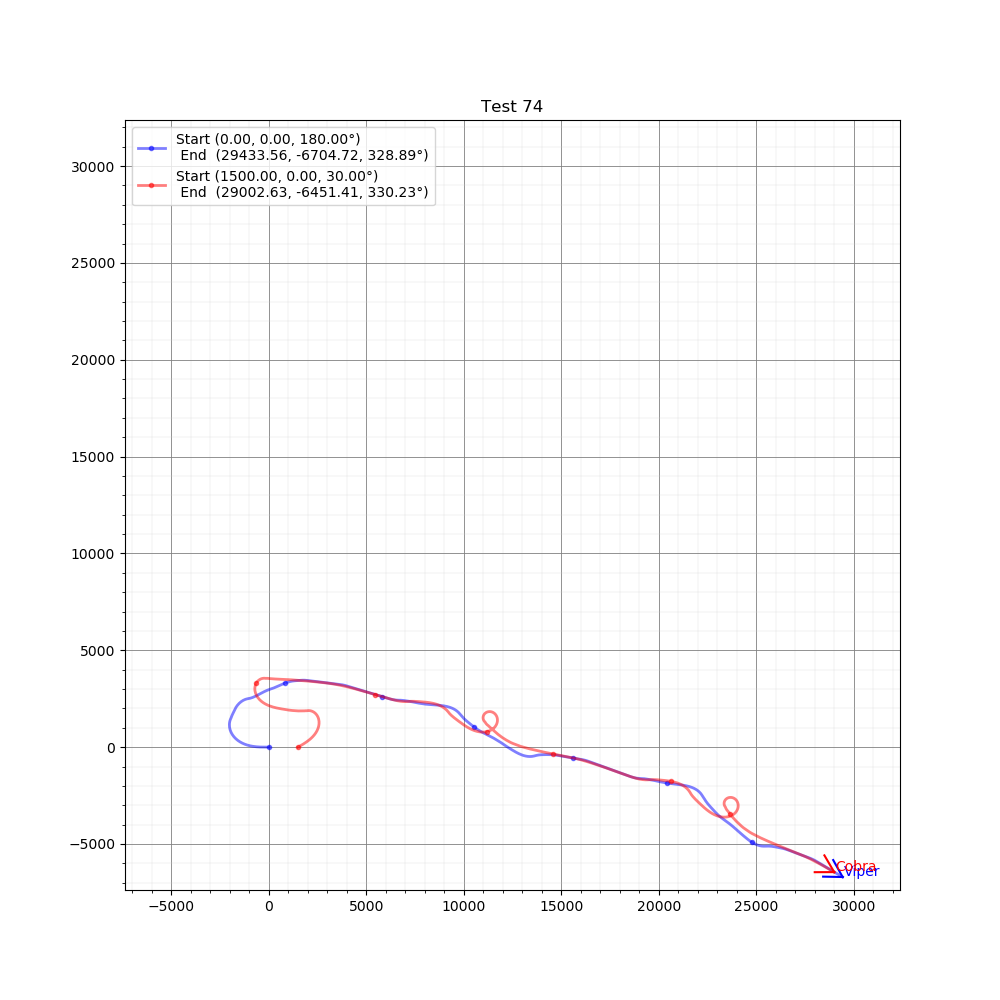 Test 74
Start (0.00, 0.00, 180.00°)
End (29433.56, -6704.72, 328.89°)
Start (1500.00, 0.00, 30.00°)
End (29002.63, -6451.41, 330.23°)
30000
25000
20000
15000
10000
5000
0
−5000
Cobra
Viper
−5000 0 5000 10000 15000 20000 25000 30000